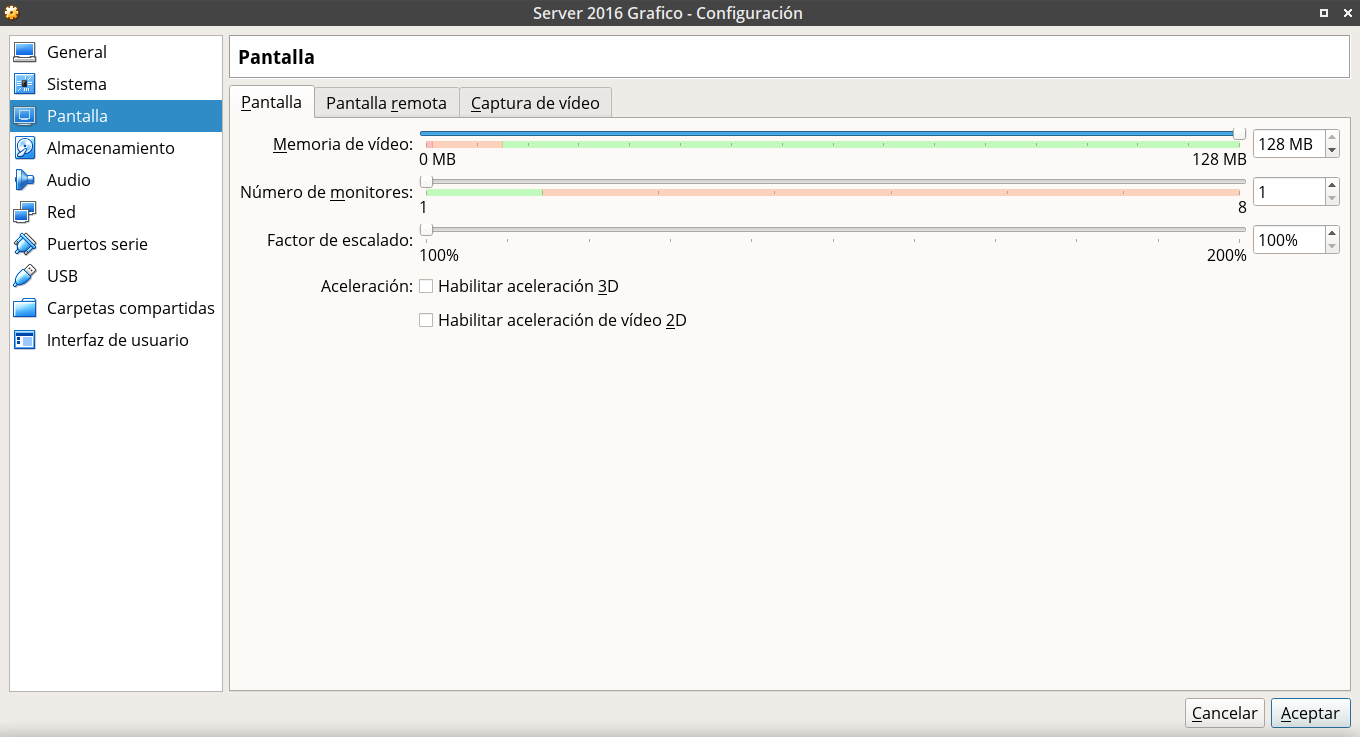 Server 2016 Grafico - Configuración
General
Sistema
Pantalla
Almacenamiento
Audio
Red
Puertos serie
USB
Carpetas compartidas
Interfaz de usuario
Pantalla
Pantalla Pantalla remota Captura de vídeo
Memoria de vídeo: 128 MB
0 MB 128 MB
Número de monitores: 1
1 8
Factor de escalado: 100%
100% 200%
Aceleración: Habilitar aceleración 3D
Habilitar aceleración de vídeo 2D
Cancelar Aceptar